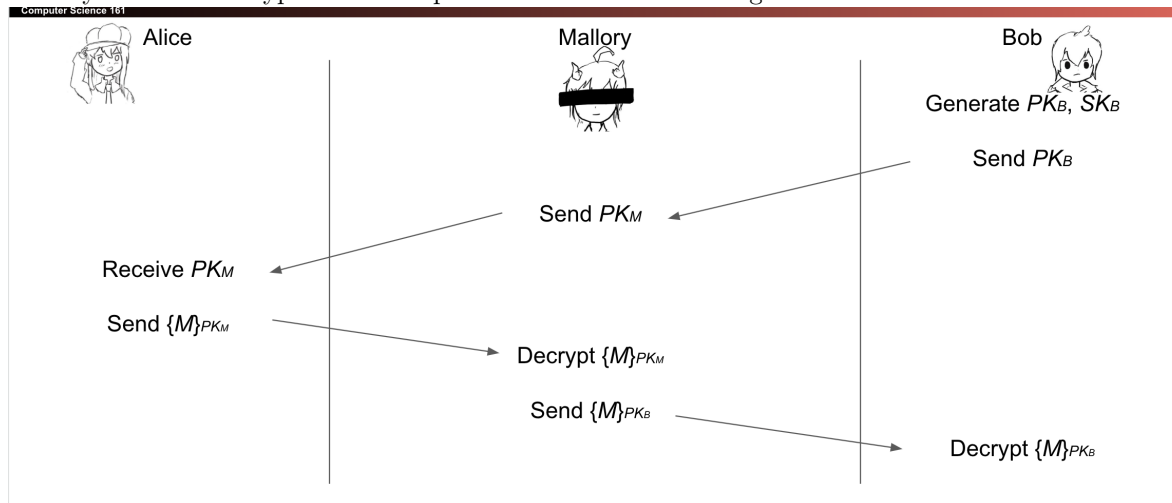 Computer Science 161
Alice
Mallory
Bob
Generate PKB, SKB
Send PKB
Send PKM
Receive PKM
Send {M}PKM
Decrypt {M}PKM
Send {M}PKB
Decrypt {M}PKB